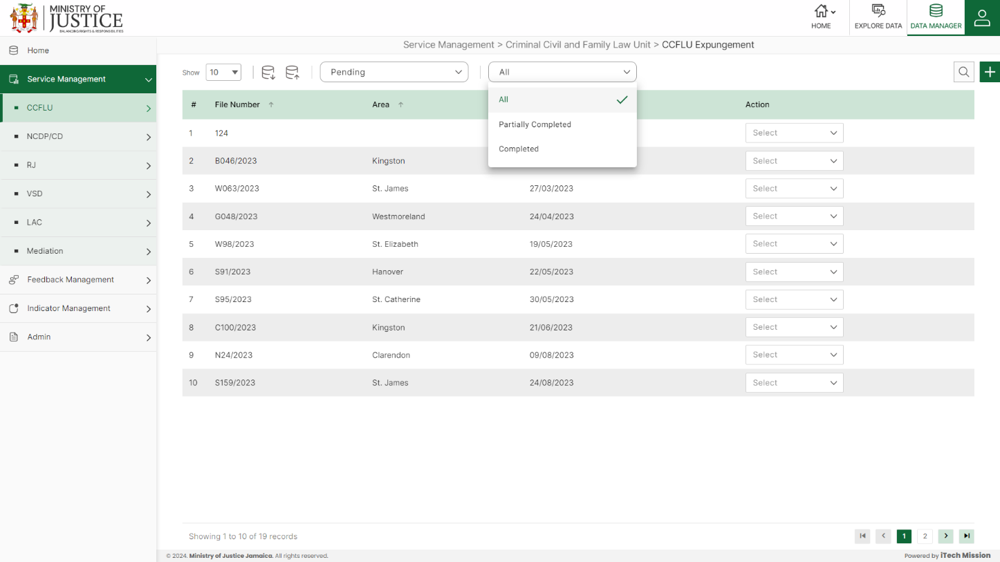 MINISTRY OF
JUSTICE
BALANCING RIGHTS & RESPONSIBILITIES
HOME
EXPLORE DATA
DATA MANAGER
Home
Service Management
CCFLU
NCDP/CD
RJ
VSD
LAC
Mediation
Feedback Management
Indicator Management
Admin
Service Management > Criminal Civil and Family Law Unit > CCFLU Expungement
Show 10 Pending All
All
Partially Completed
Completed
# File Number Area Action
1 124 Select
2 B046/2023 Kingston Select
3 W063/2023 St. James 27/03/2023 Select
4 G048/2023 Westmoreland 24/04/2023 Select
5 W98/2023 St. Elizabeth 19/05/2023 Select
6 S91/2023 Hanover 22/05/2023 Select
7 S95/2023 St. Catherine 30/05/2023 Select
8 C100/2023 Kingston 21/06/2023 Select
9 N24/2023 Clarendon 09/08/2023 Select
10 S159/2023 St. James 24/08/2023 Select
Showing 1 to 10 of 19 records
1 2
© 2024. Ministry of Justice Jamaica. All rights reserved.
Powered by iTech Mission